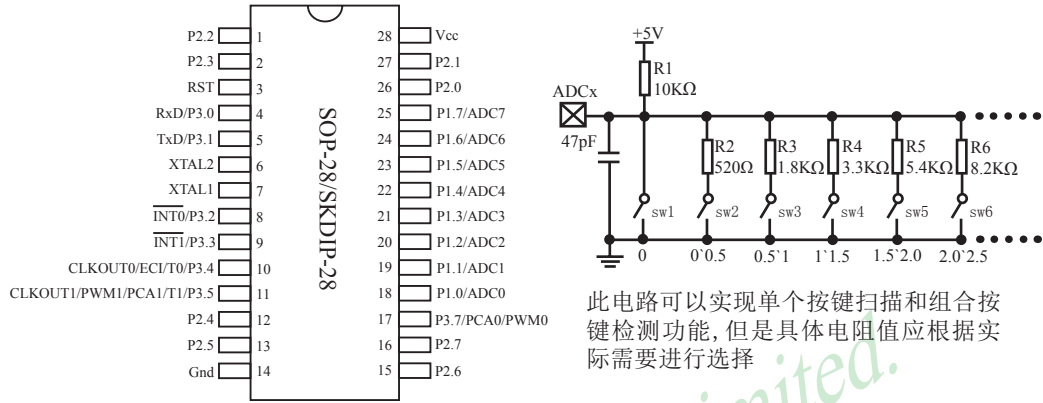 P2.2 1 28 Vcc
P2.3 2 27 P2.1
RST 3 26 P2.0
RxD/P3.0 4 25 P1.7/ADC7
TxD/P3.1 5 24 P1.6/ADC6
XTAL2 6 23 P1.5/ADC5
XTAL1 7 22 P1.4/ADC4
INT0/P3.2 8 21 P1.3/ADC3
INT1/P3.3 9 20 P1.2/ADC2
CLKOUT0/ECI/T0/P3.4 10 19 P1.1/ADC1
CLKOUT1/PWM1/PCA1/T1/P3.5 11 18 P1.0/ADC0
P2.4 12 17 P3.7/PCA0/PWM0
P2.5 13 16 P2.7
Gnd 14 15 P2.6
SOP-28/SKDIP-28
+5V
R1
10KΩ
ADCx
47pF
R2 R3 R4 R5 R6
520Ω 1.8KΩ 3.3KΩ 5.4KΩ 8.2KΩ
sw1 sw2 sw3 sw4 sw5 sw6
0 0`0.5 0.5`1 1`1.5 1.5`2.0 2.0`2.5
此电路可以实现单个按键扫描和组合按
键检测功能,但是具体电阻值应根据实
际需要进行选择